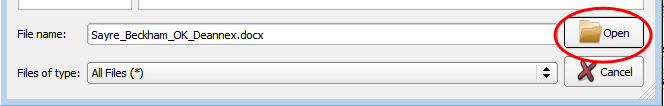 File name: Sayre_Beckham_OK_Deannex.docx Open
Files of type: All Files (*) Cancel